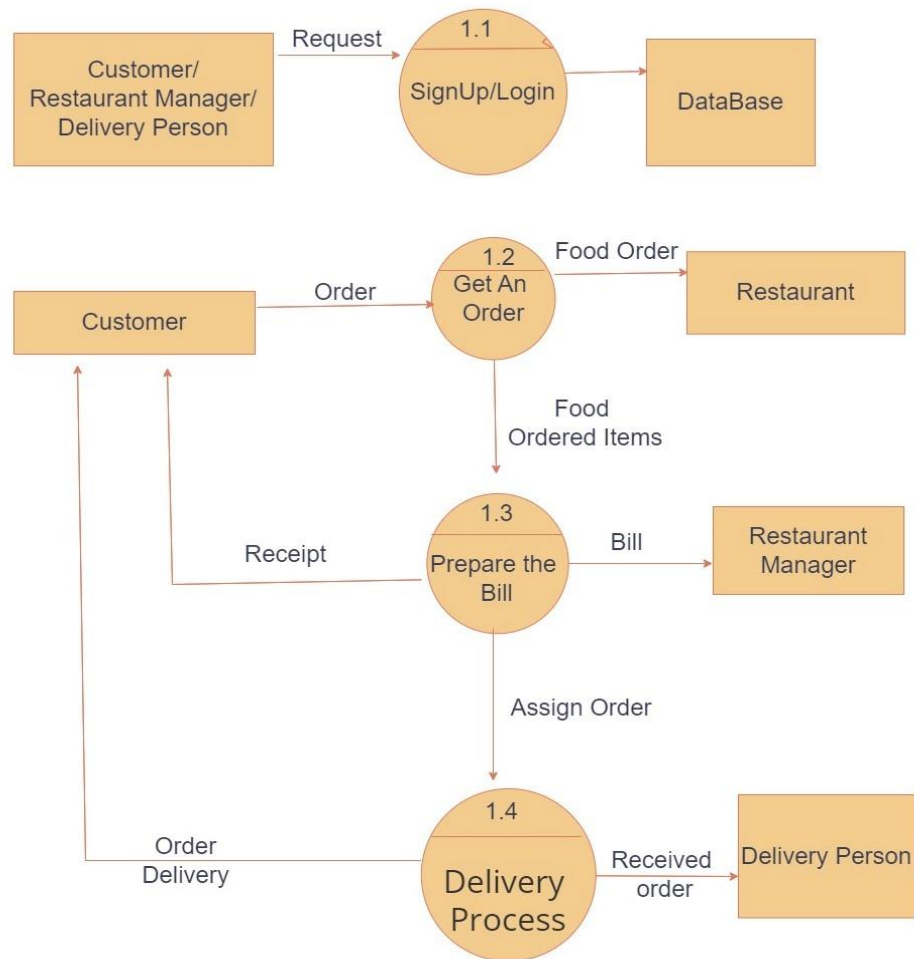 Request
1.1
Customer/
Restaurant Manager/
Delivery Person
SignUp/Login
DataBase
1.2
Food Order
Get An
Order
Order
Restaurant
Customer
Food
Ordered Items
1.3
Receipt
Prepare the
Bill
Bill
Restaurant
Manager
Assign Order
1.4
Order
Delivery
Delivery
Process
Received
order
Delivery Person